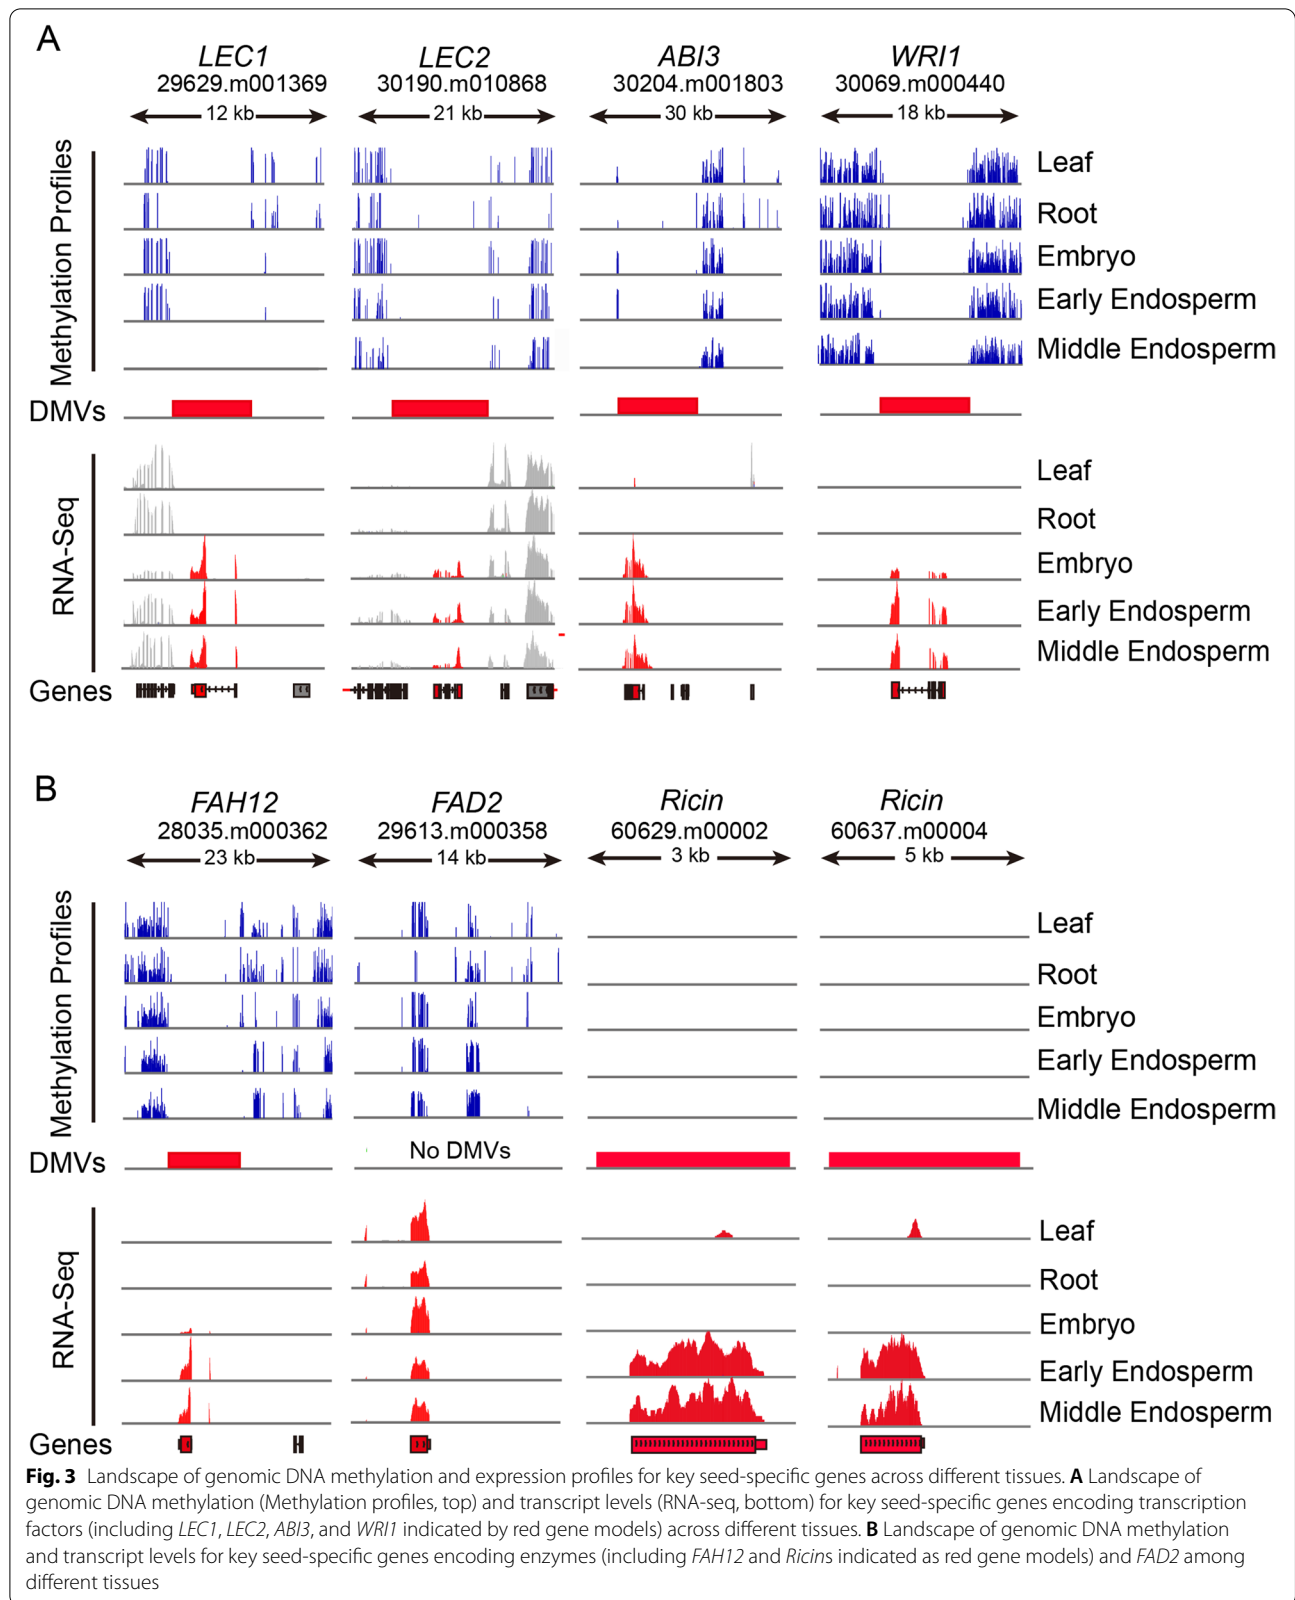 A
LEC1 LEC2 ABI3 WRI1
29629.m001369 30190.m010868 30204.m001803 30069.m000440
12 kb 21 kb 30 kb 18 kb
Methylation Profiles
Leaf
Root
Embryo
Early Endosperm
Middle Endosperm
DMVs
RNA-Seq
Leaf
Root
Embryo
Early Endosperm
Middle Endosperm
Genes
B
FAH12 FAD2 Ricin Ricin
28035.m000362 29613.m000358 60629.m00002 60637.m00004
23 kb 14 kb 3 kb 5 kb
Methylation Profiles
Leaf
Root
Embryo
Early Endosperm
Middle Endosperm
DMVs No DMVs
RNA-Seq
Leaf
Root
Embryo
Early Endosperm
Middle Endosperm
Genes
Fig. 3 Landscape of genomic DNA methylation and expression profiles for key seed-specific genes across different tissues. A Landscape of
genomic DNA methylation (Methylation profiles, top) and transcript levels (RNA-seq, bottom) for key seed-specific genes encoding transcription
factors (including LEC1, LEC2, ABI3, and WRI1 indicated by red gene models) across different tissues. B Landscape of genomic DNA methylation
and transcript levels for key seed-specific genes encoding enzymes (including FAH12 and Ricins indicated as red gene models) and FAD2 among
different tissues